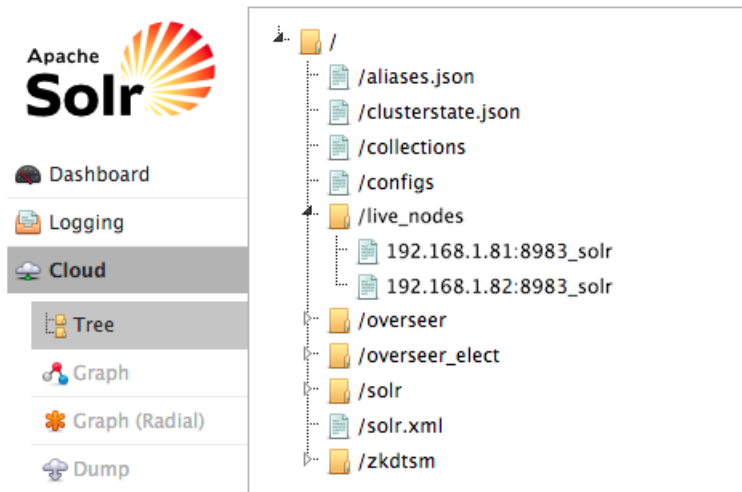 Apache
Solr
Dashboard
Logging
Cloud
Tree
Graph
Graph (Radial)
Dump
/
/aliases.json
/clusterstate.json
/collections
/configs
/live_nodes
192.168.1.81:8983_solr
192.168.1.82:8983_solr
/overseer
/overseer_elect
/solr
/solr.xml
/zkdtsm